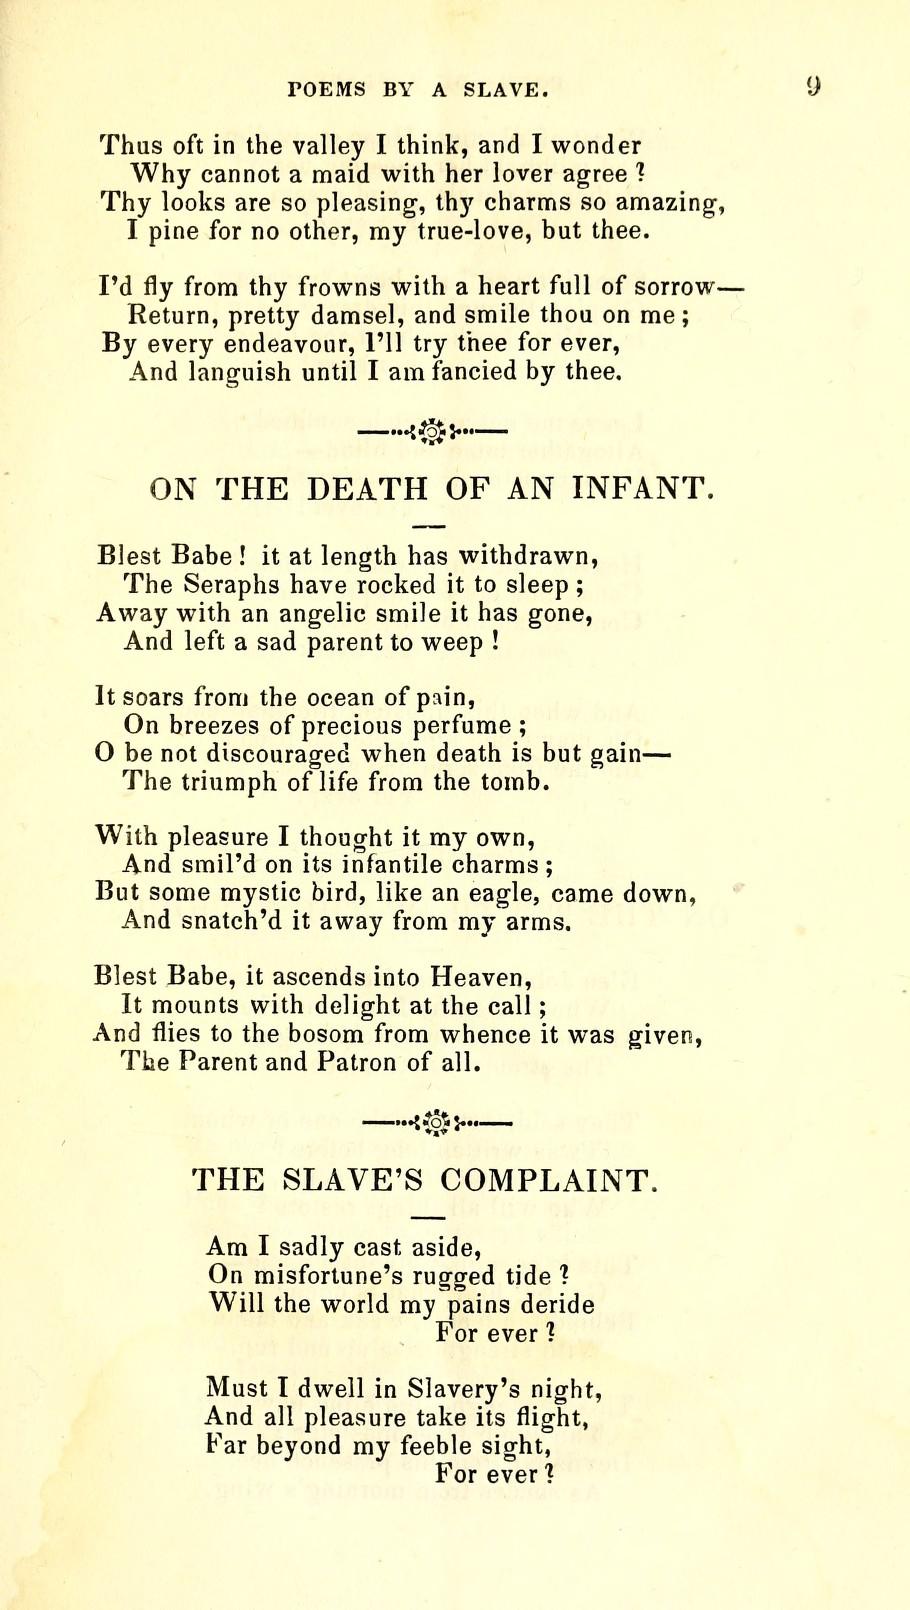 POEMS BY A SLAVE. 9
Thus oft in the valley I think, and I wonder
Why cannot a maid with her lover agree ?
Thy looks are so pleasing, thy charms so amazing,
I pine for no other, my true-love, but thee.
I'd fly from thy frowns with a heart full of sorrow—
Return, pretty damsel, and smile thou on me ;
By every endeavour, I'll try thee for ever,
And languish until I am fancied by thee.
ON THE DEATH OF AN INFANT.
Blest Babe ! it at length has withdrawn,
The Seraphs have rocked it to sleep ;
Away with an angelic smile it has gone,
And left a sad parent to weep !
It soars from the ocean of pain,
On breezes of precious perfume ;
O be not discouraged when death is but gain—
The triumph of life from the tomb.
With pleasure I thought it my own,
And smil'd on its infantile charms ;
But some mystic bird, like an eagle, came down,
And snatch'd it away from my arms.
Blest Babe, it ascends into Heaven,
It mounts with delight at the call ;
And flies to the bosom from whence it was given,
The Parent and Patron of all.
THE SLAVE'S COMPLAINT.
Am I sadly cast aside,
On misfortune's rugged tide ?
Will the world my pains deride
For ever ?
Must I dwell in Slavery's night,
And all pleasure take its flight,
Far beyond my feeble sight,
For ever ?